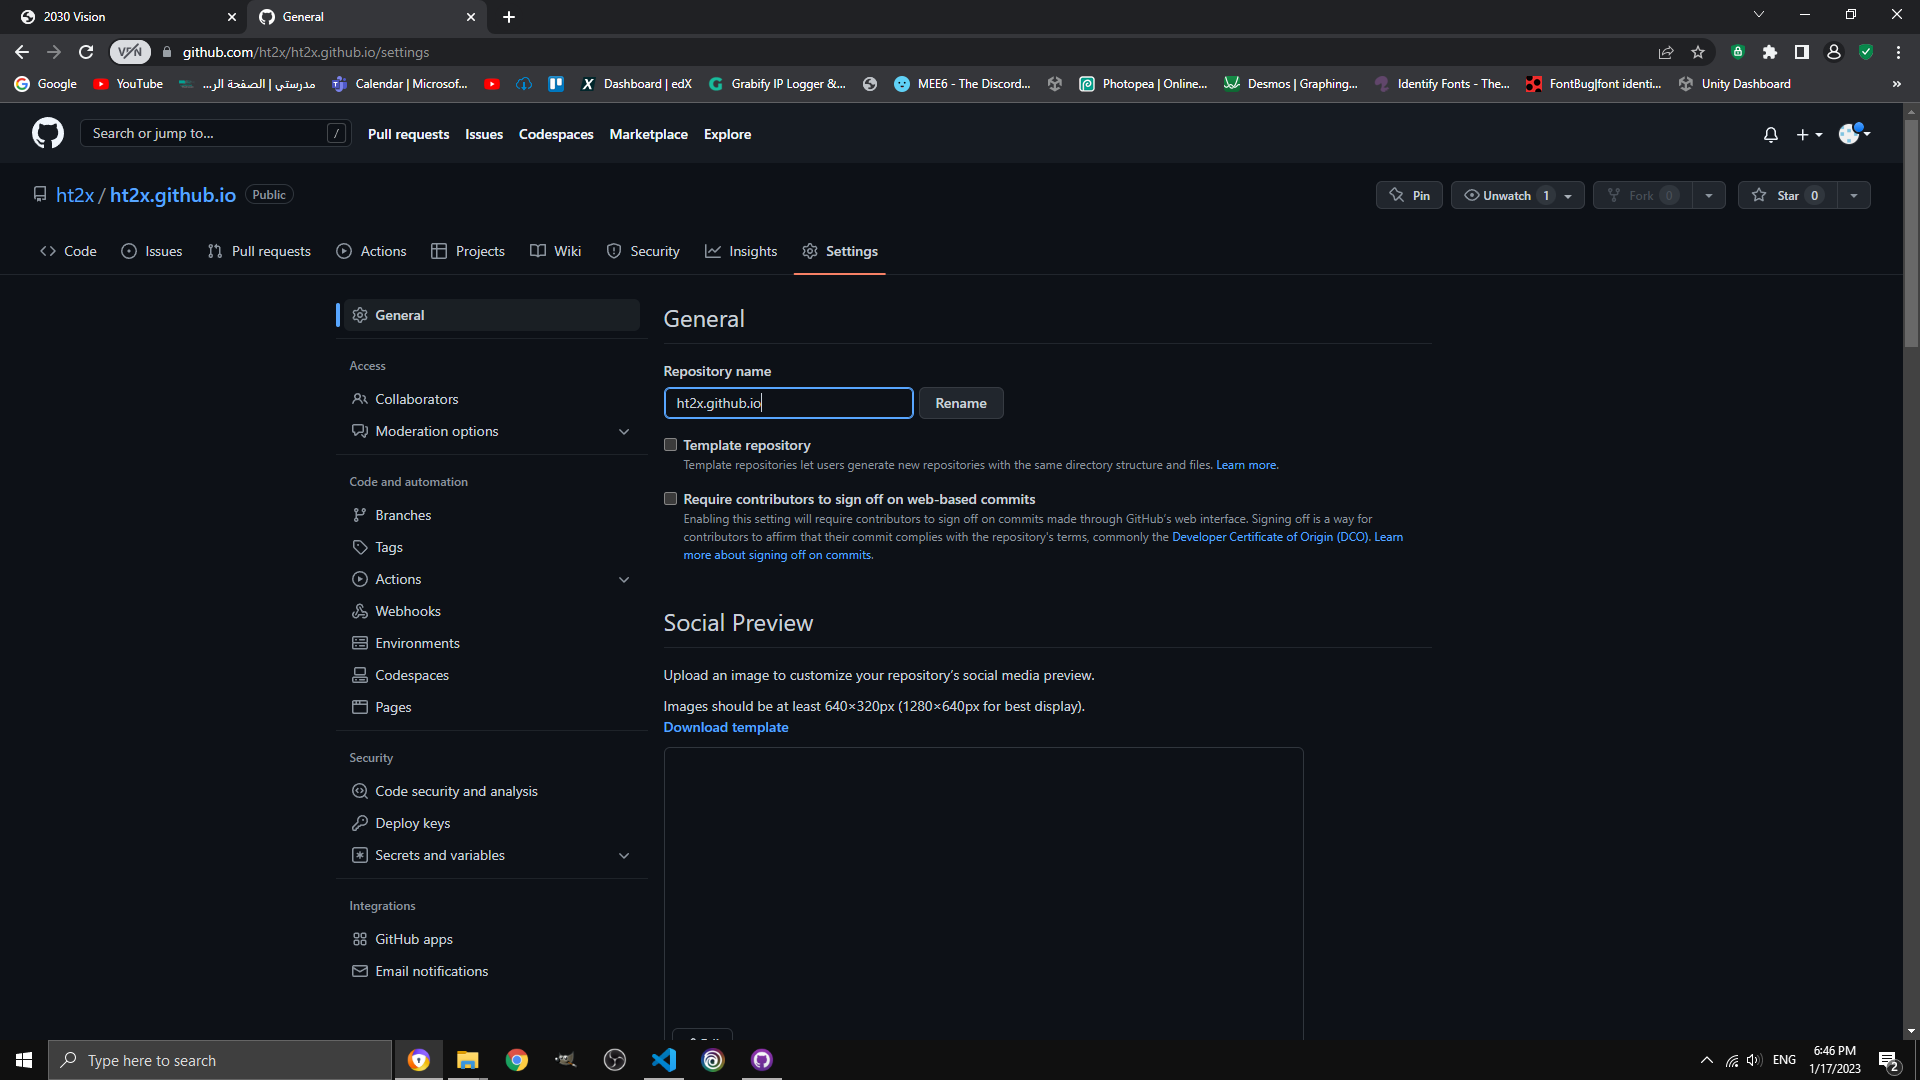 2030 Vision
General
VPN
github.com/ht2x/ht2x.github.io/settings
Google
YouTube
مدرستي | الصفحة الر...
Calendar | Microsof...
Dashboard | edX
Grabify IP Logger &...
MEE6 - The Discord...
Photopea | Online...
Desmos | Graphing...
Identify Fonts - The...
FontBug|font identi...
Unity Dashboard
»
Search or jump to...
/
Pull requests
Issues
Codespaces
Marketplace
Explore
ht2x / ht2x.github.io
Public
Pin
Unwatch 1
Fork 0
Star 0
Code
Issues
Pull requests
Actions
Projects
Wiki
Security
Insights
Settings
General
Access
Collaborators
Moderation options
Code and automation
Branches
Tags
Actions
Webhooks
Environments
Codespaces
Pages
Security
Code security and analysis
Deploy keys
Secrets and variables
Integrations
GitHub apps
Email notifications
General
Repository name
ht2x.github.io
Rename
Template repository
Template repositories let users generate new repositories with the same directory structure and files. Learn more.
Require contributors to sign off on web-based commits
Enabling this setting will require contributors to sign off on commits made through GitHub's web interface. Signing off is a way for
contributors to affirm that their commit complies with the repository's terms, commonly the Developer Certificate of Origin (DCO). Learn
more about signing off on commits.
Social Preview
Upload an image to customize your repository's social media preview.
Images should be at least 640×320px (1280×640px for best display).
Download template
Type here to search
ENG
6:46 PM
1/17/2023
2